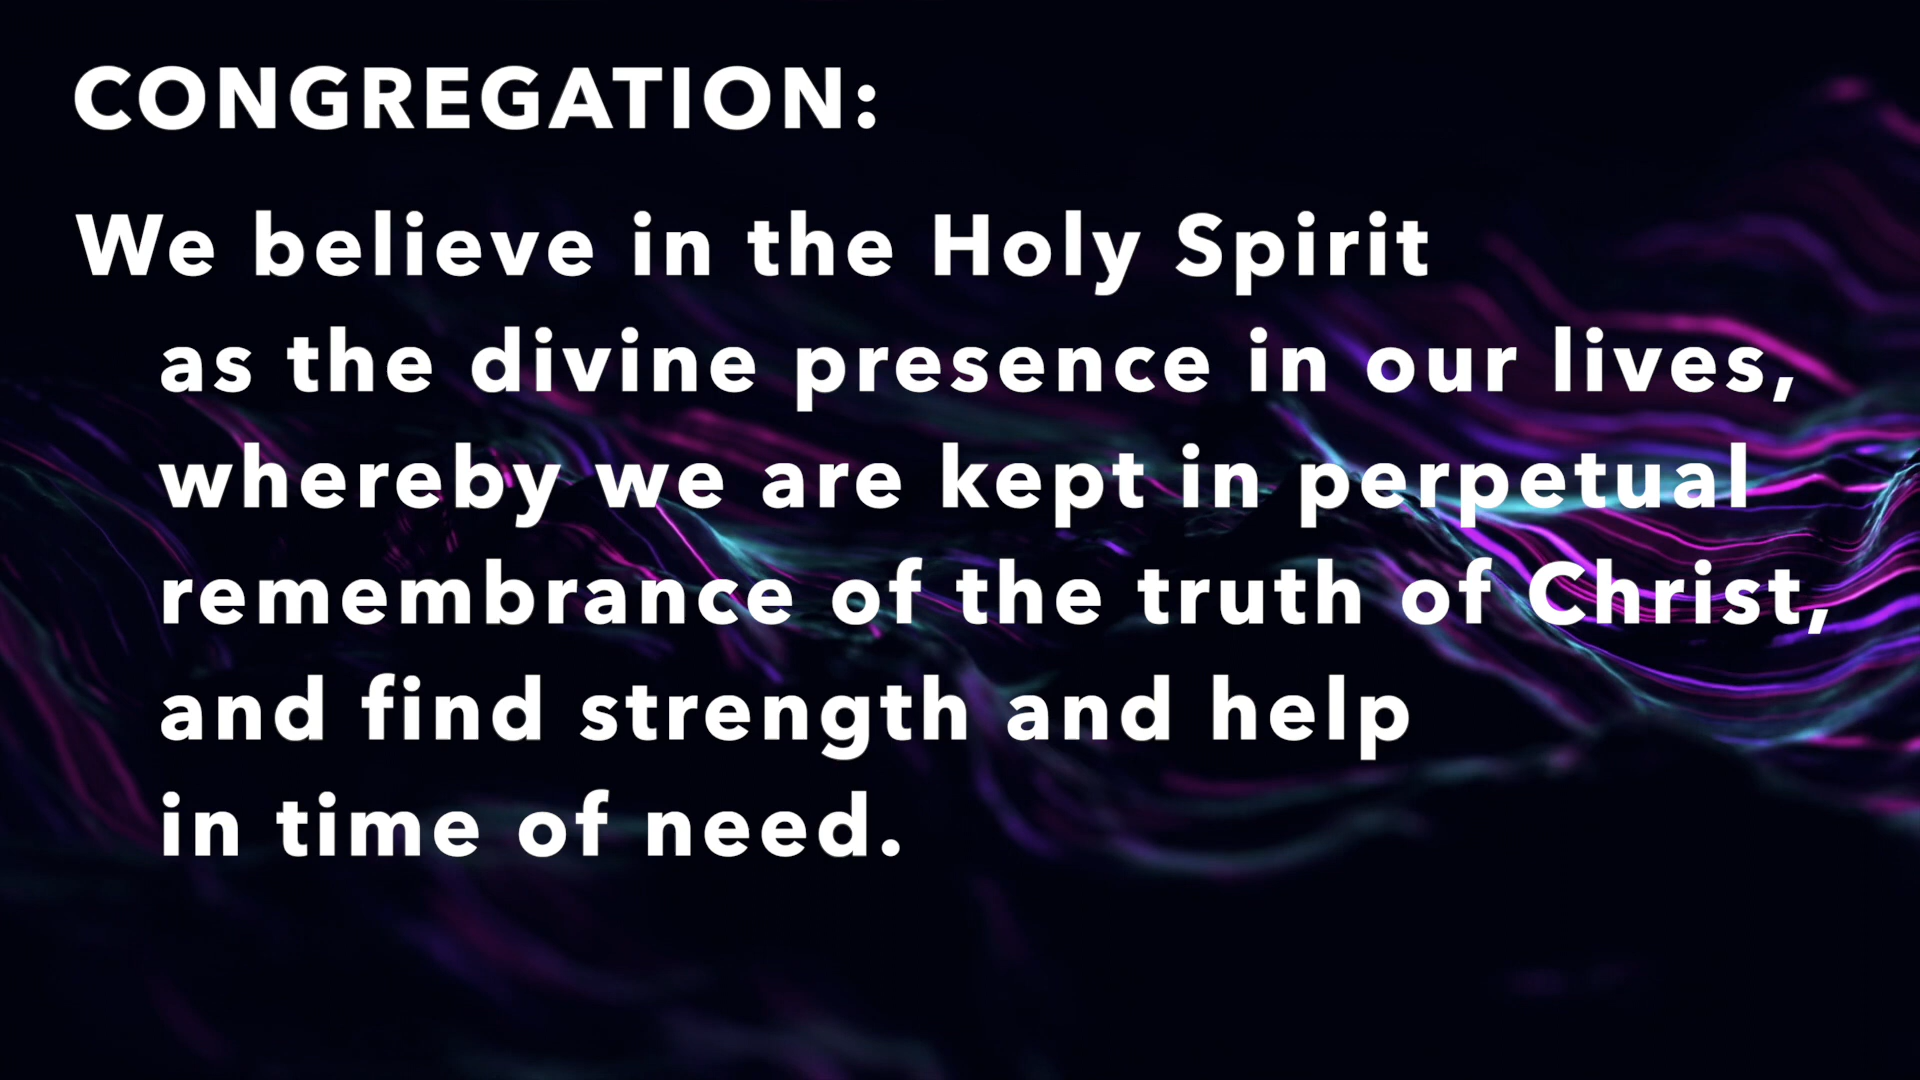 CONGREGATION:
We believe in the Holy Spirit
as the divine presence in our lives,
whereby we are kept in perpetual
remembrance of the truth of Christ,
and find strength and help
in time of need.